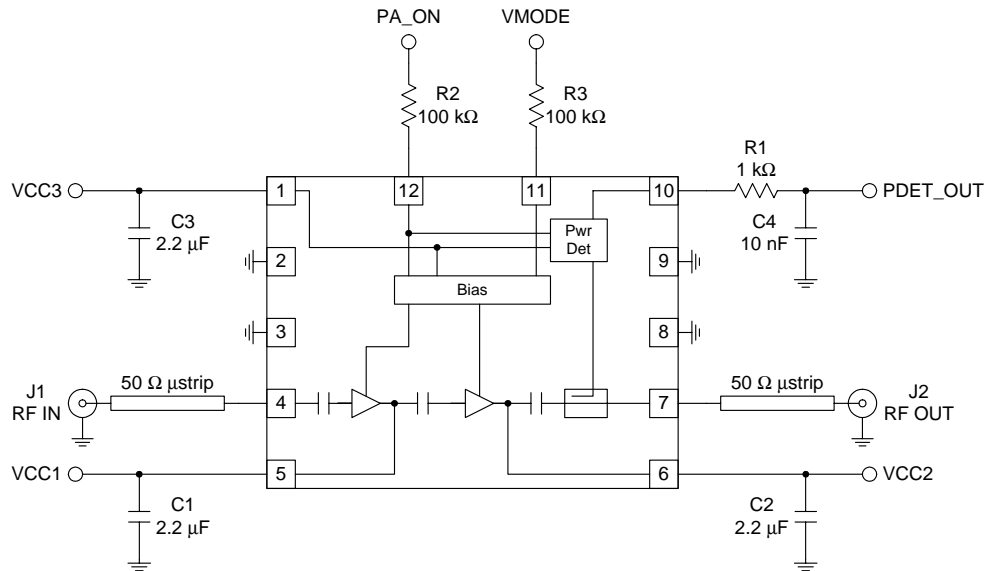 PA_ON
VMODE
R2
100 kΩ
R3
100 kΩ
R1
1 kΩ
VCC3
1
12
11
10
PDET_OUT
C3
2.2 μF
Pwr
Det
C4
10 nF
2
9
Bias
3
8
J1
RF IN
50 Ω μstrip
4
7
50 Ω μstrip
J2
RF OUT
VCC1
5
6
VCC2
C1
2.2 μF
C2
2.2 μF